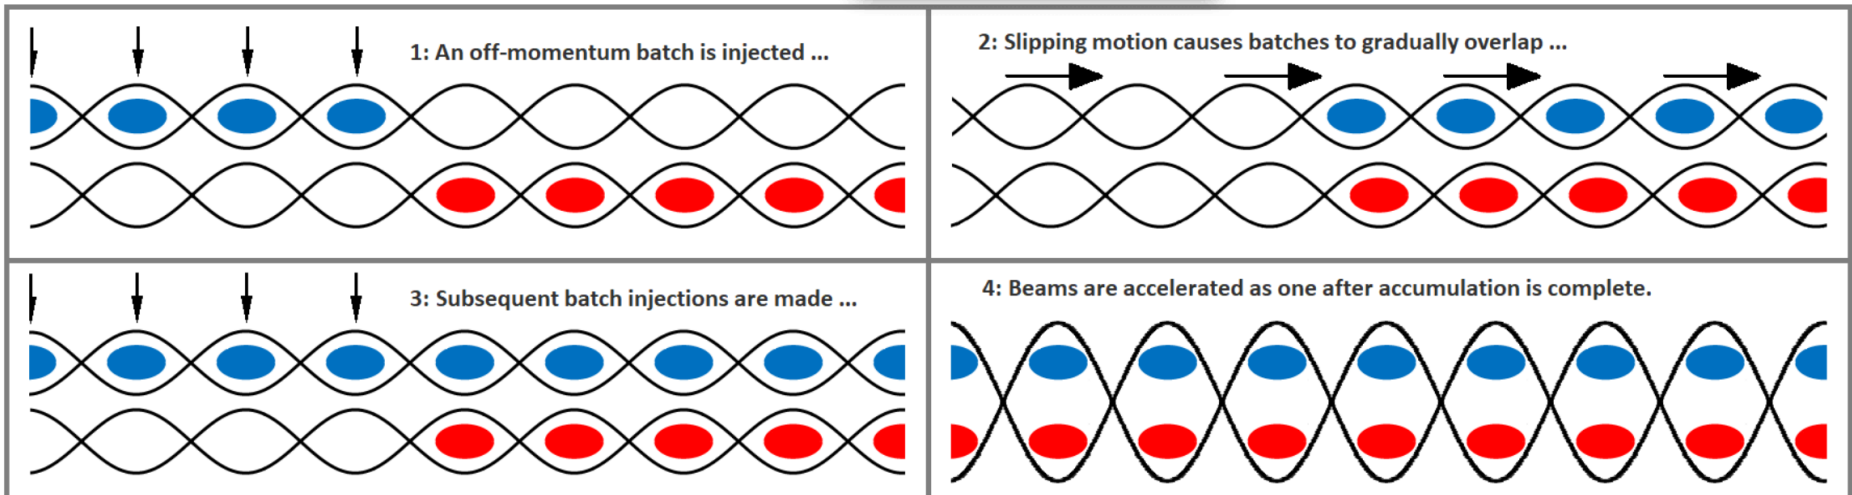 1: An off-momentum batch is injected ...
2: Slipping motion causes batches to gradually overlap ...
3: Subsequent batch injections are made ...
4: Beams are accelerated as one after accumulation is complete.